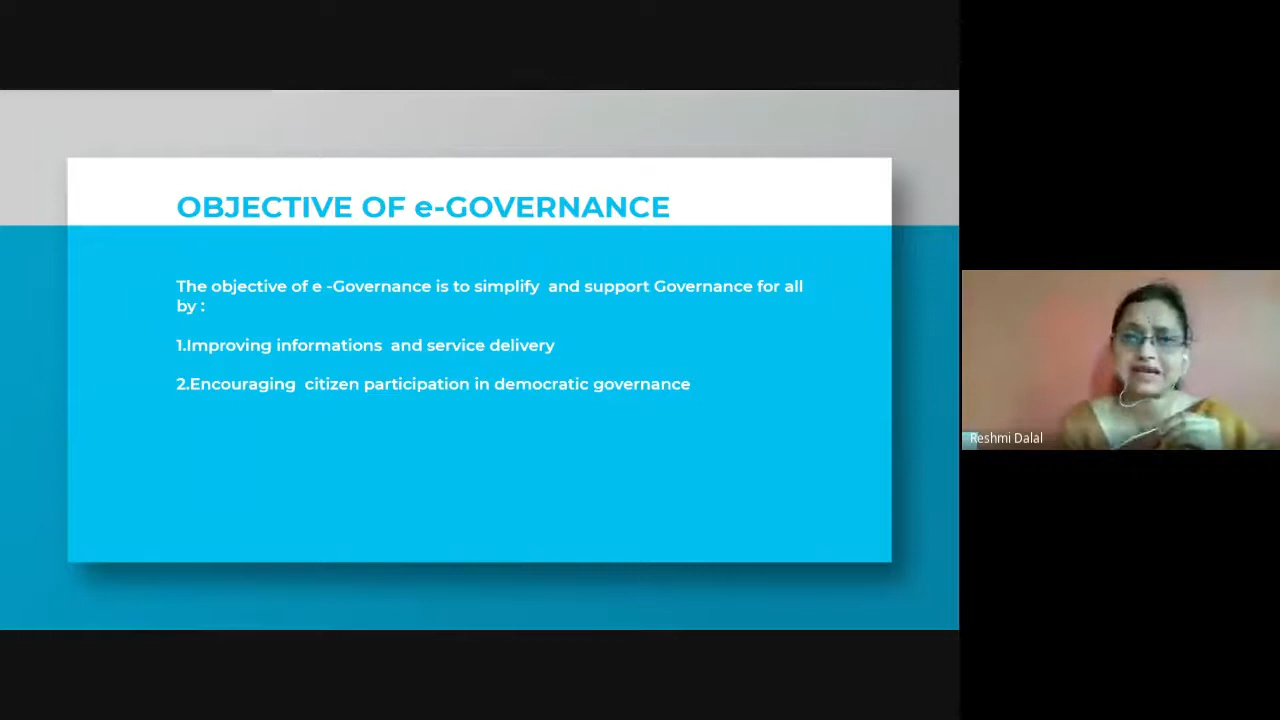 OBJECTIVE OF e-GOVERNANCE
The objective of e -Governance is to simplify  and support Governance for all
by :
1.Improving informations  and service delivery
2.Encouraging  citizen participation in democratic governance
Reshmi Dalal